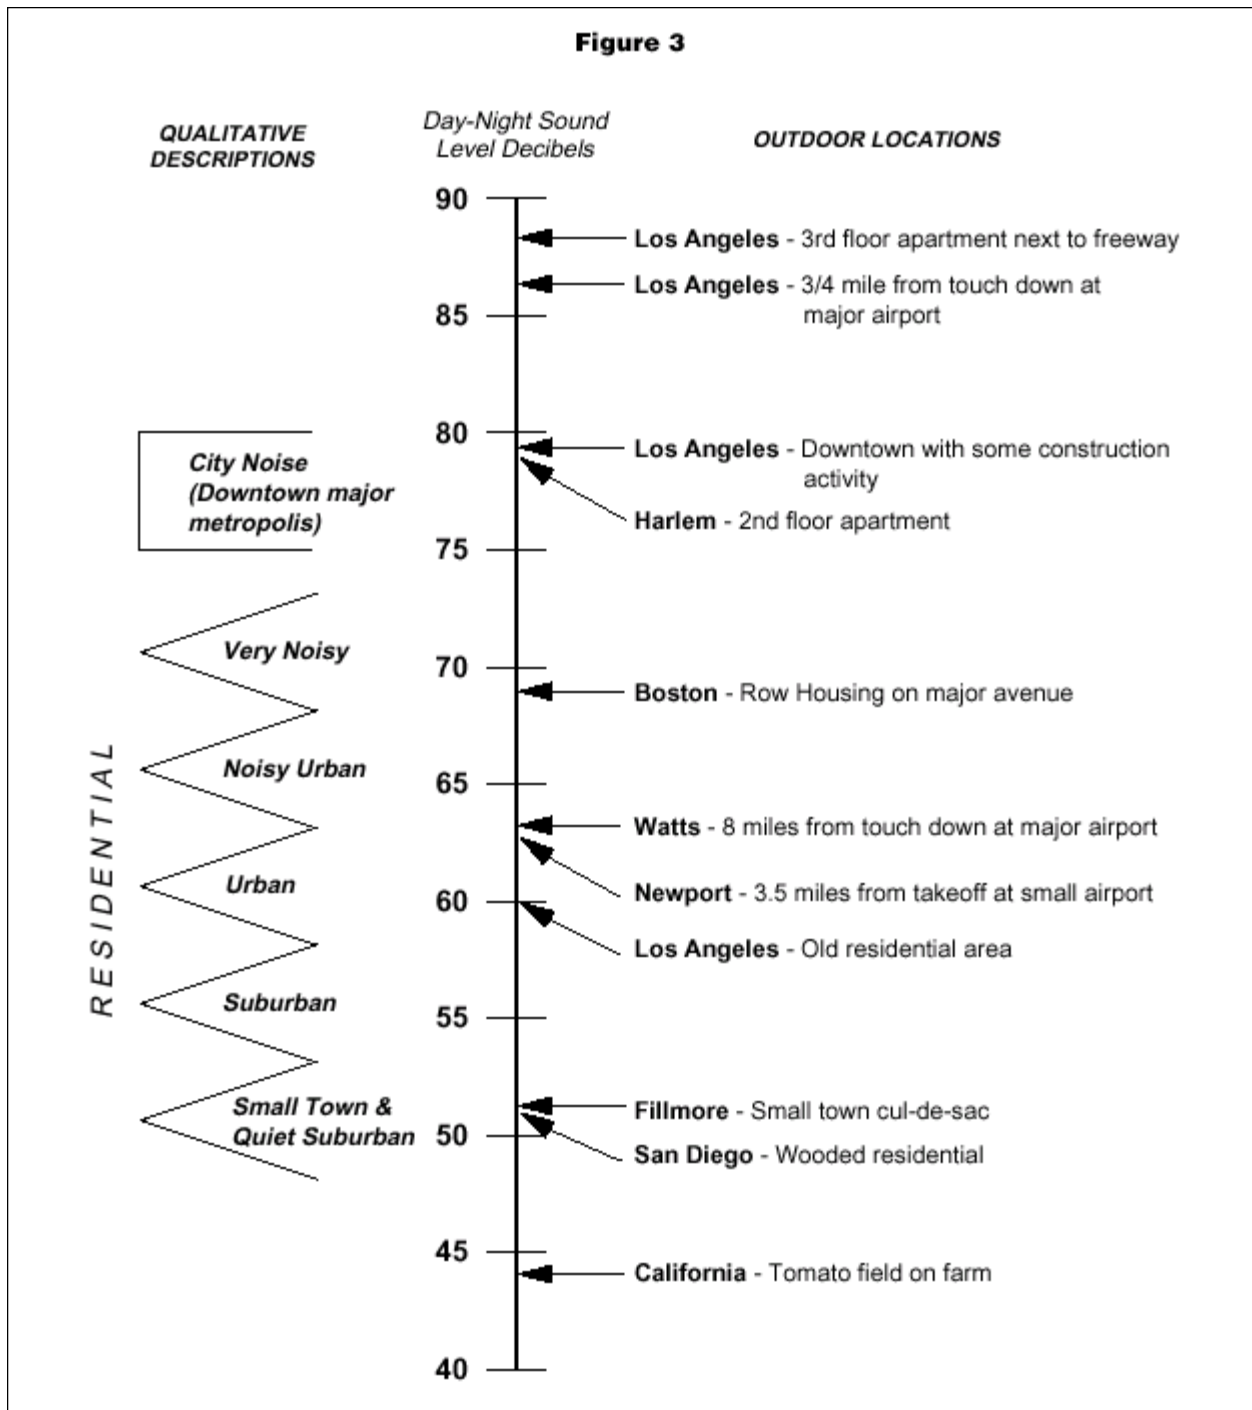 Figure 3
QUALITATIVE
DESCRIPTIONS
Day-Night Sound
Level Decibels
OUTDOOR LOCATIONS
90
Los Angeles - 3rd floor apartment next to freeway
Los Angeles - 3/4 mile from touch down at
major airport
85
80
City Noise
(Downtown major
metropolis)
Los Angeles - Downtown with some construction
activity
Harlem - 2nd floor apartment
75
Very Noisy
70
Boston - Row Housing on major avenue
RESIDENTIAL
Noisy Urban
65
Watts - 8 miles from touch down at major airport
Urban
Newport - 3.5 miles from takeoff at small airport
60
Los Angeles - Old residential area
Suburban
55
Small Town &
Quiet Suburban
Fillmore - Small town cul-de-sac
50
San Diego - Wooded residential
45
California - Tomato field on farm
40